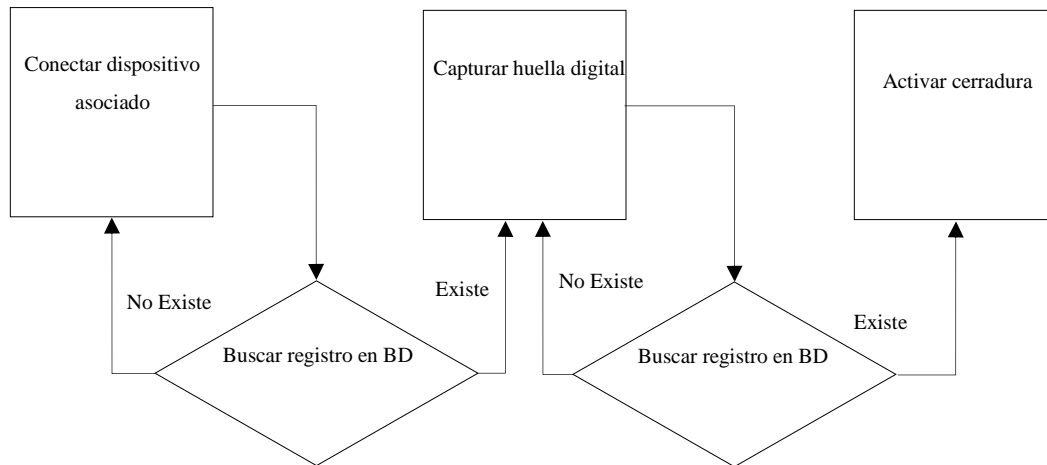 Conectar dispositivo
asociado
Capturar huella digital
Activar cerradura
No Existe
Existe
No Existe
Existe
Buscar registro en BD
Buscar registro en BD